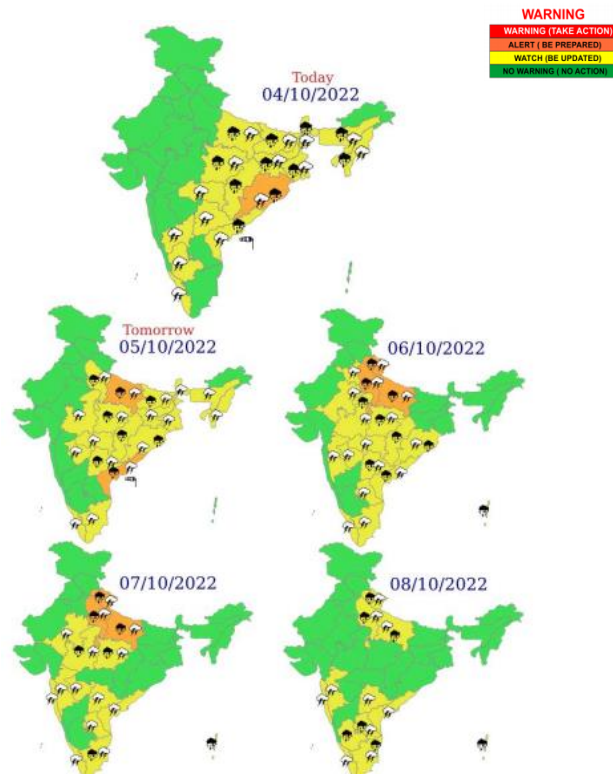 WARNING
WARNING (TAKE ACTION)
ALERT ( BE PREPARED)
WATCH (BE UPDATED)
NO WARNING ( NO ACTION)
Today
04/10/2022
Tomorrow
05/10/2022
06/10/2022
07/10/2022
08/10/2022